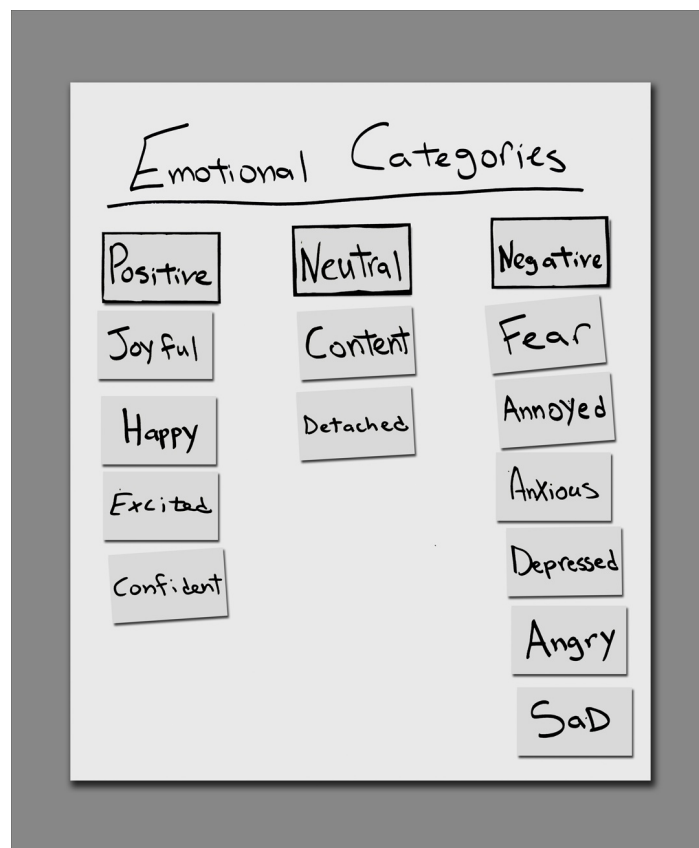 Emotional Categories
Positive
Joyful
Happy
Excited
Confident
Neutral
Content
Detached
Negative
Fear
Annoyed
Anxious
Depressed
Angry
SaD